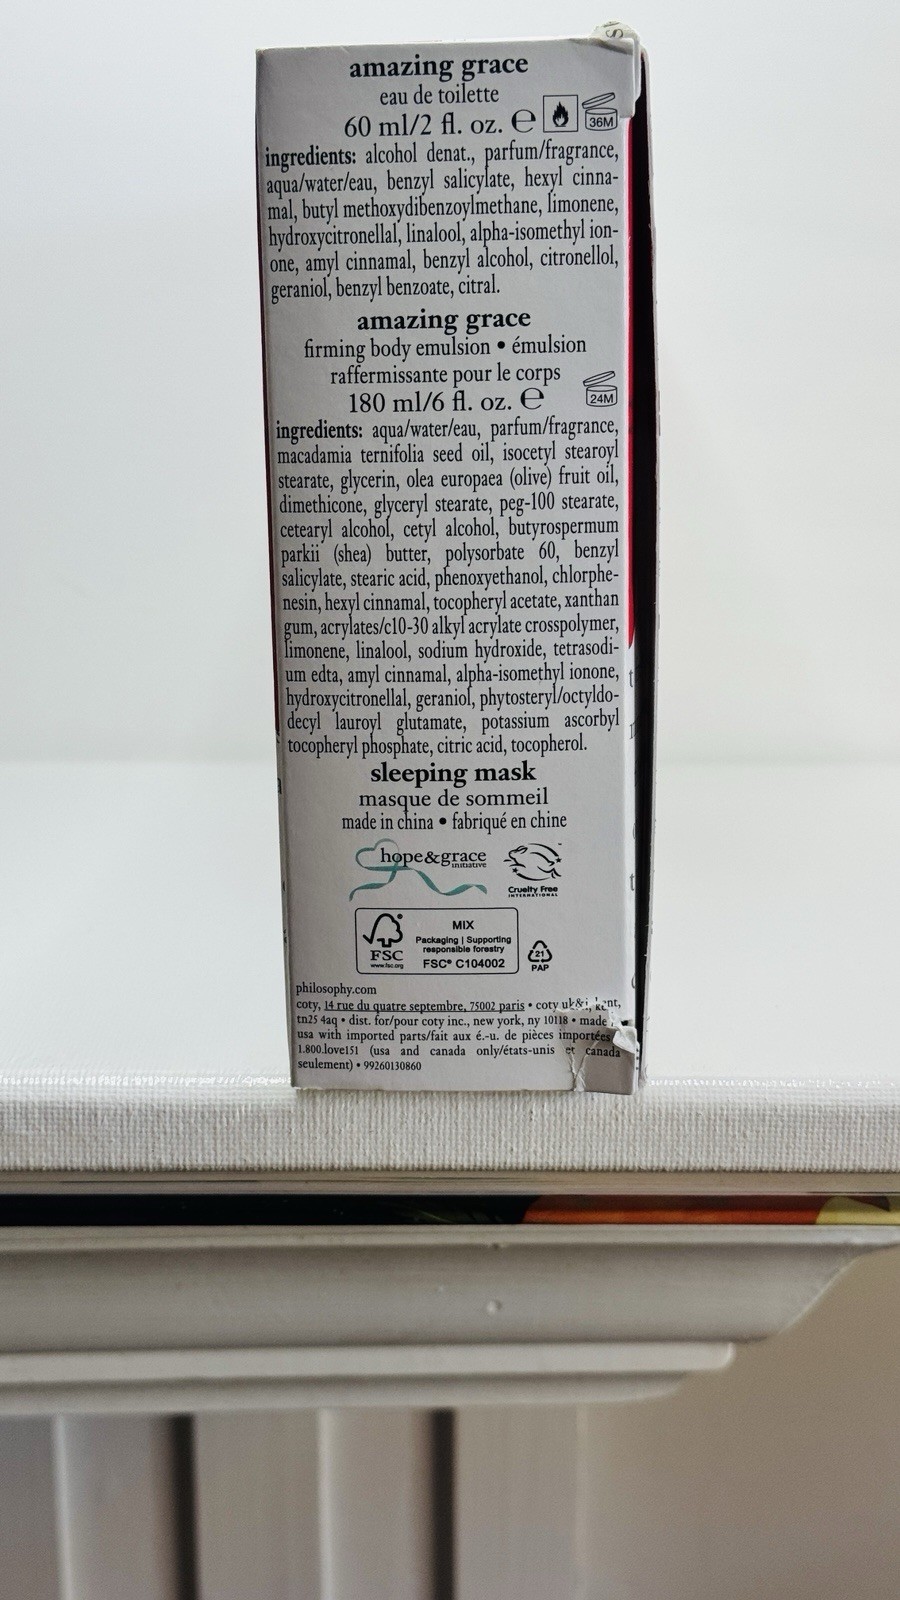 amazing grace
eau de toilette
60 ml/2 fl. oz. ℮
36M
ingredients: alcohol denat., parfum/fragrance,
aqua/water/eau, benzyl salicylate, hexyl cinna-
mal, butyl methoxydibenzoylmethane, limonene,
hydroxycitronellal, linalool, alpha-isomethyl ion-
one, amyl cinnamal, benzyl alcohol, citronellol,
geraniol, benzyl benzoate, citral.
amazing grace
firming body emulsion • émulsion
raffermissante pour le corps
180 ml/6 fl. oz. ℮
24M
ingredients: aqua/water/eau, parfum/fragrance,
macadamia ternifolia seed oil, isocetyl stearoyl
stearate, glycerin, olea europaea (olive) fruit oil,
dimethicone, glyceryl stearate, peg-100 stearate,
cetearyl alcohol, cetyl alcohol, butyrospermum
parkii (shea) butter, polysorbate 60, benzyl
salicylate, stearic acid, phenoxyethanol, chlorphe-
nesin, hexyl cinnamal, tocopheryl acetate, xanthan
gum, acrylates/c10-30 alkyl acrylate crosspolymer,
limonene, linalool, sodium hydroxide, tetrasodi-
um edta, amyl cinnamal, alpha-isomethyl ionone,
hydroxycitronellal, geraniol, phytosteryl/octyldo-
decyl lauroyl glutamate, potassium ascorbyl
tocopheryl phosphate, citric acid, tocopherol.
sleeping mask
masque de sommeil
made in china • fabriqué en chine
hope&grace
initiative
Cruelty Free
INTERNATIONAL
FSC
www.fsc.org
MIX
Packaging | Supporting
responsible forestry
FSC® C104002
21
PAP
philosophy.com
coty, 14 rue du quatre septembre, 75002 paris • coty uk&i, kent,
tn25 4aq • dist. for/pour coty inc., new york, ny 10118 • made
usa with imported parts/fait aux é.-u. de pièces importées
1.800.love151 (usa and canada only/états-unis et canada
seulement) • 99260130860